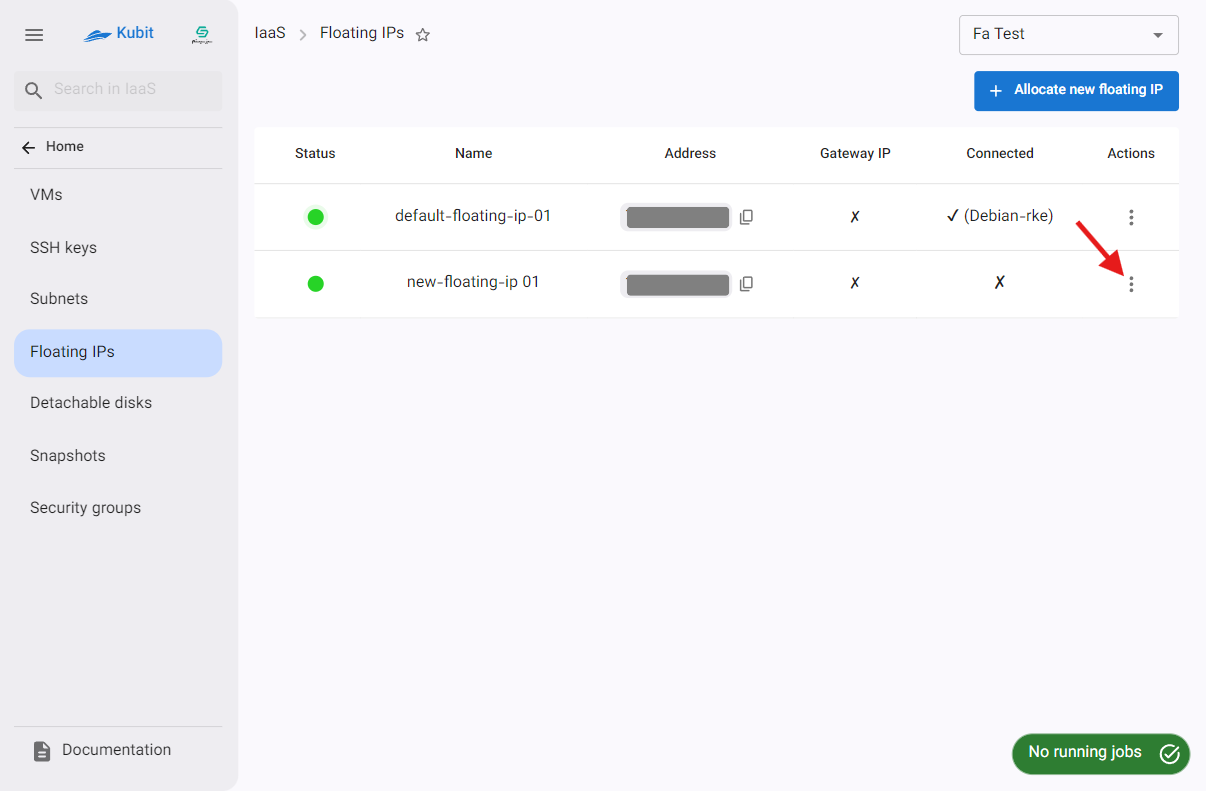 Kubit
IaaS
Floating IPs
Fa Test
Search in IaaS
Allocate new floating IP
Home
VMs
SSH keys
Subnets
Floating IPs
Detachable disks
Snapshots
Security groups
Status Name Address Gateway IP Connected Actions
default-floating-ip-01 ✗ ✓ (Debian-rke)
new-floating-ip 01 ✗ ✗
Documentation
No running jobs